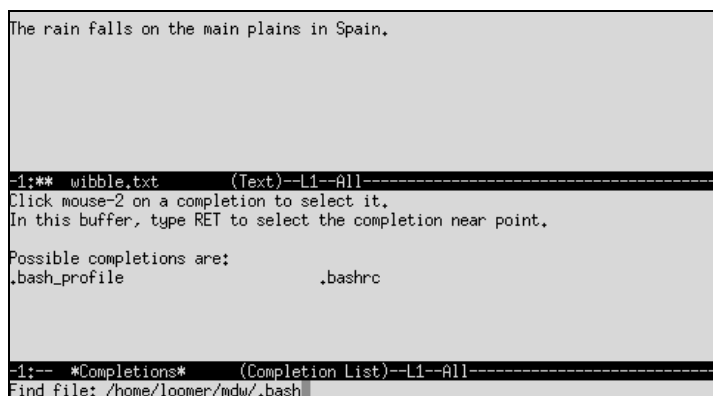 The rain falls on the main plains in Spain.
-1:** wibble.txt (Text)--L1--All----------------------------------------
Click mouse-2 on a completion to select it.
In this buffer, type RET to select the completion near point.
Possible completions are:
.bash_profile .bashrc
-1:-- *Completions* (Completion List)--L1--All----------------------------
Find file: /home/loomer/mdw/.bash